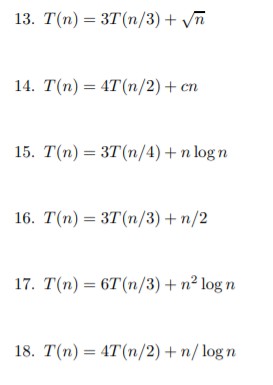 13. T(n) = 3T(n/3) + √n
14. T(n) = 4T(n/2) + cn
15. T(n) = 3T(n/4) + n log n
16. T(n) = 3T(n/3) + n/2
17. T(n) = 6T(n/3) + n² log n
18. T(n) = 4T(n/2) + n/ log n